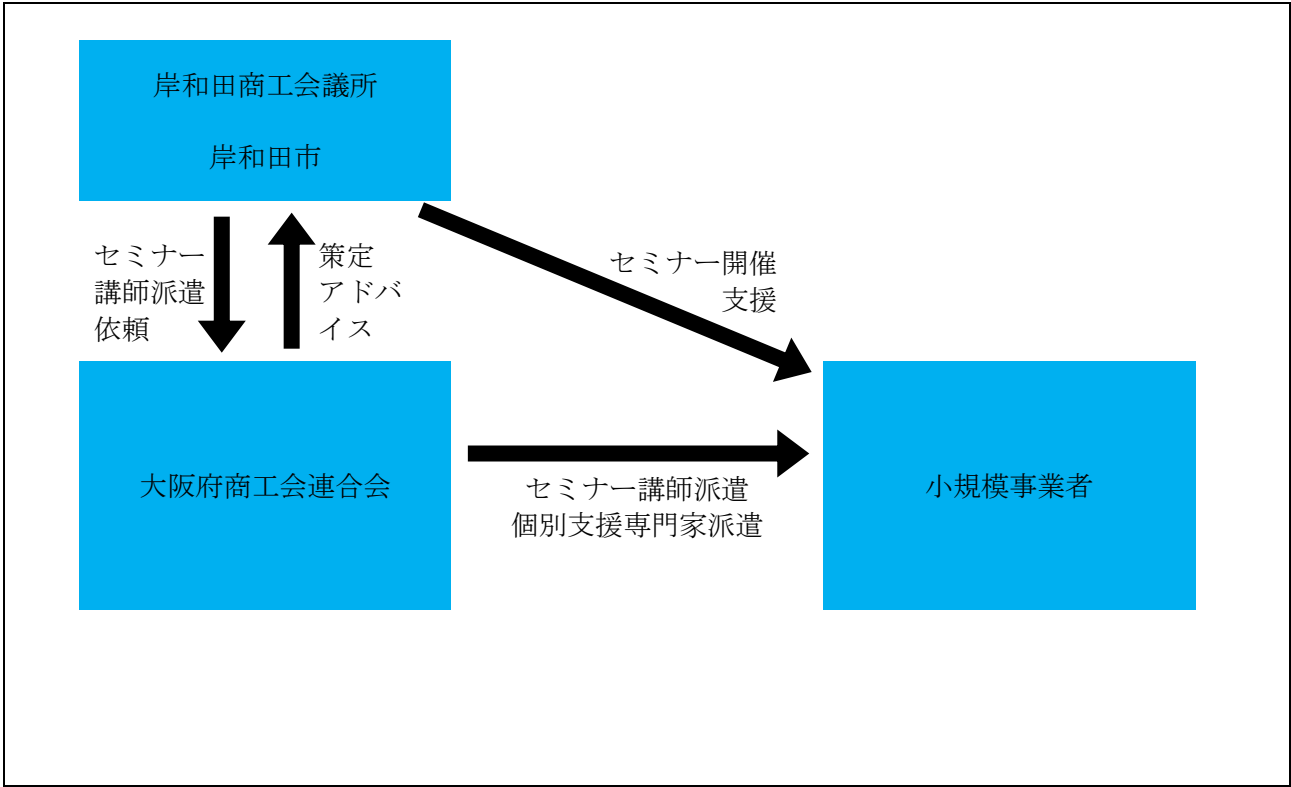 岸和田商工会議所
岸和田市
セミナー
講師派遣
依頼
策定
アドバ
イス
セミナー開催
支援
大阪府商工会連合会
セミナー講師派遣
個別支援専門家派遣
小規模事業者